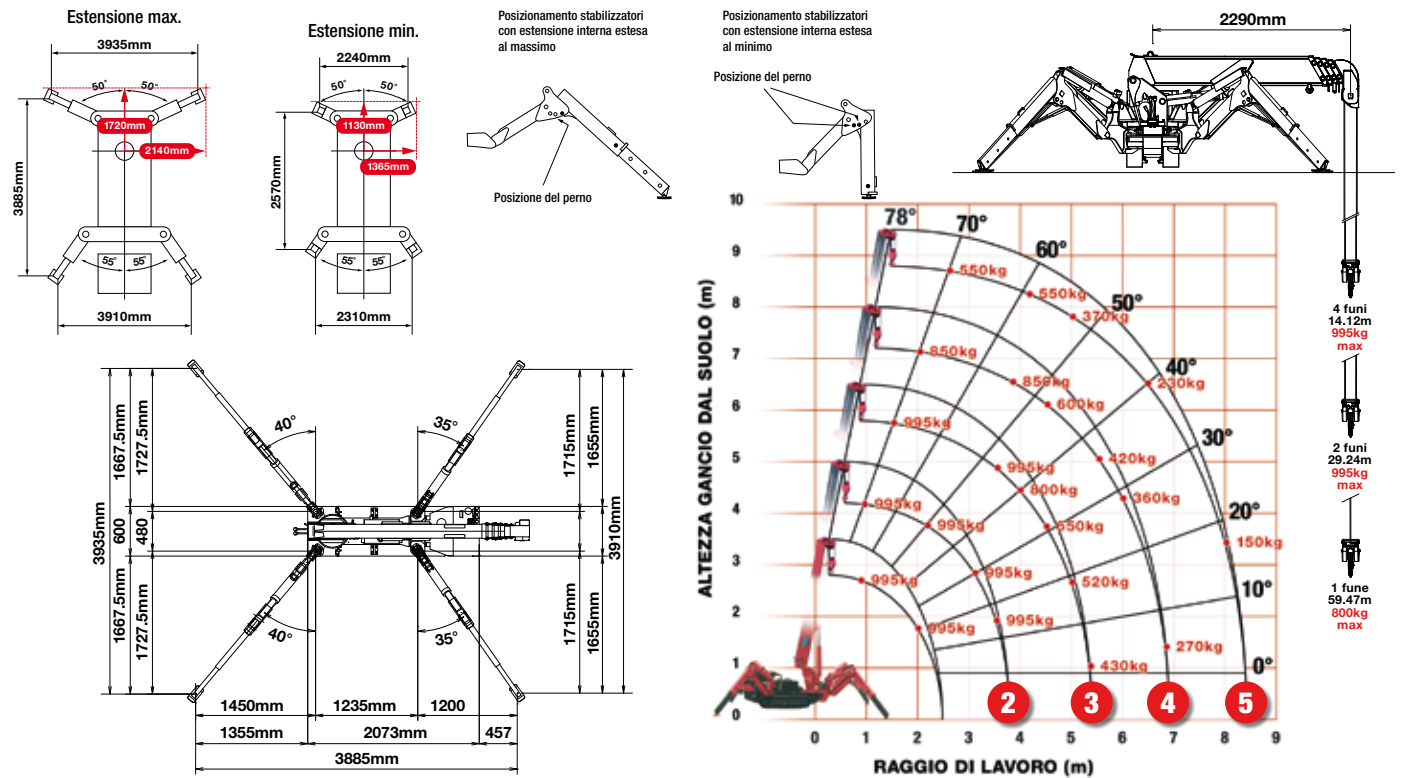 Estensione max.
3935mm
50°
50°
1720mm
2140mm
3885mm
55°
55°
3910mm
Estensione min.
2240mm
50°
50°
1130mm
1365mm
2570mm
55°
55°
2310mm
Posizionamento stabilizzatori
con estensione interna estesa
al massimo
Posizione del perno
Posizionamento stabilizzatori
con estensione interna estesa
al minimo
Posizione del perno
2290mm
4 funi
14.12m
995kg
max
2 funi
29.24m
995kg
max
1 fune
59.47m
800kg
max
3935mm
1667.5mm
600
1667.5mm
1727.5mm
480
1727.5mm
40°
35°
40°
35°
1715mm
1715mm
1655mm
1655mm
3910mm
1450mm
1235mm
1200
1355mm
2073mm
457
3885mm
ALTEZZA GANCIO DAL SUOLO (m)
10
9
8
7
6
5
4
3
2
1
0
78°
70°
60°
50°
40°
30°
20°
10°
0°
550kg
550kg
370kg
230kg
150kg
850kg
850kg
600kg
420kg
360kg
270kg
995kg
995kg
800kg
550kg
520kg
430kg
995kg
995kg
995kg
995kg
995kg
995kg
2
3
4
5
0
1
2
3
4
5
6
7
8
9
RAGGIO DI LAVORO (m)